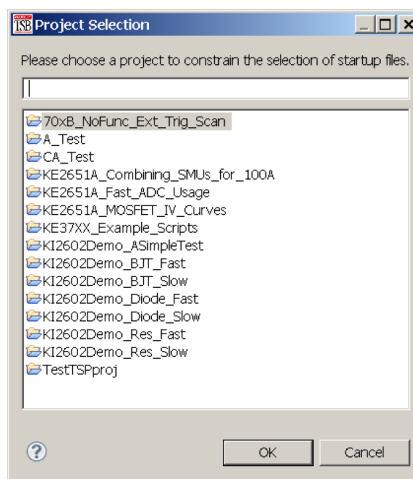 TSB Project Selection
Please choose a project to constrain the selection of startup files.
70xB_NoFunc_Ext_Trig_Scan
A_Test
CA_Test
KE2651A_Combining_SMUs_for_100A
KE2651A_Fast_ADC_Usage
KE2651A_MOSFET_IV_Curves
KE37XX_Example_Scripts
KI2602Demo_ASimpleTest
KI2602Demo_BJT_Fast
KI2602Demo_BJT_Slow
KI2602Demo_Diode_Fast
KI2602Demo_Diode_Slow
KI2602Demo_Res_Fast
KI2602Demo_Res_Slow
TestTSPproj
?
OK Cancel